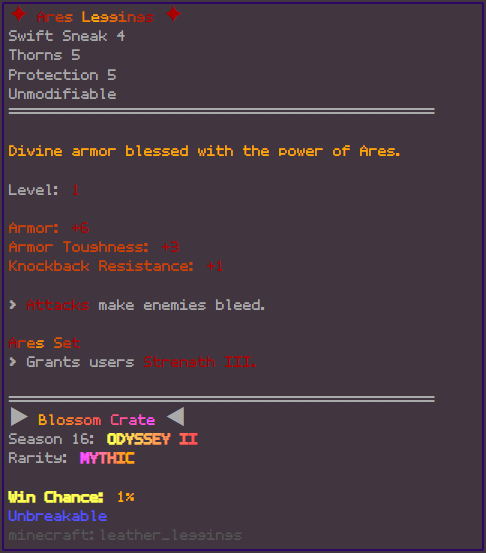 ✦ Ares Leggings ✦
Swift Sneak 4
Thorns 5
Protection 5
Unmodifiable
Divine armor blessed with the power of Ares.
Level: 1
Armor: +6
Armor Toughness: +3
Knockback Resistance: +1
> Attacks make enemies bleed.
Ares Set
> Grants users Strength III.
▶ Blossom Crate ◀
Season 16: ODYSSEY II
Rarity: MYTHIC
Win Chance: 1%
Unbreakable
minecraft:leather_leggings